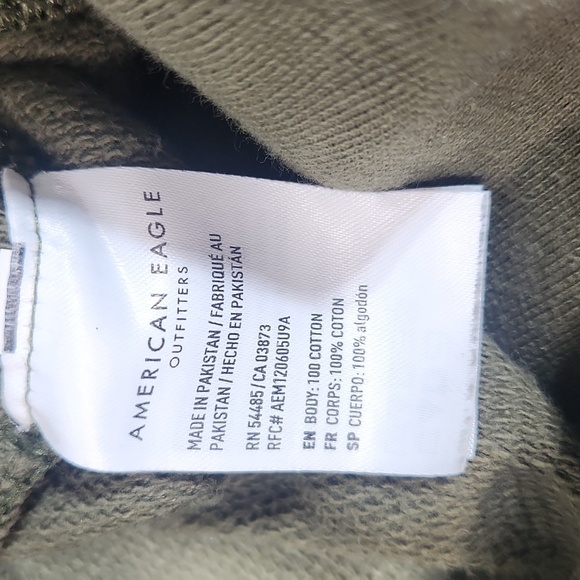 AMERICAN EAGLE
OUTFITTERS
MADE IN PAKISTAN / FABRIQUÉ AU
PAKISTAN / HECHO EN PAKISTÁN
RN 54485 / CA 03873
RFC# AEM120605U9A
EN BODY: 100 COTTON
FR CORPS: 100% COTON
SP CUERPO: 100% algodón